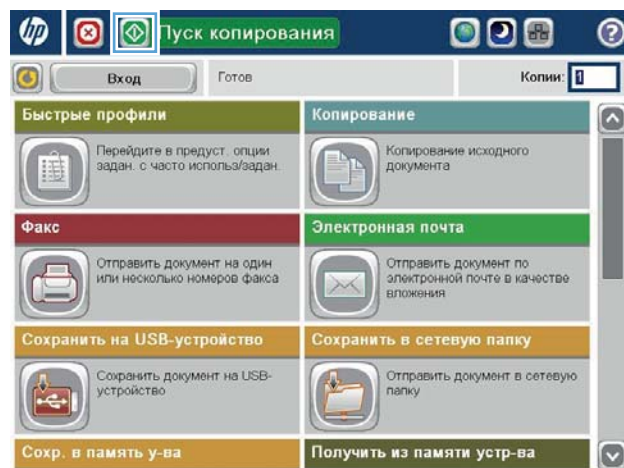 hp
Пуск копирования
?
Вход
Готов
Копии: 1
Быстрые профили
Перейдите в предуст. опции
задан. с часто использ/задан.
Копирование
Копирование исходного
документа
Факс
Отправить документ на один
или несколько номеров факса
Электронная почта
Отправить документ по
электронной почте в качестве
вложения
Сохранить на USB-устройство
Сохранить документ на USB-
устройство
Сохранить в сетевую папку
Отправить документ в сетевую
папку
Сохр. в память у-ва
Получить из памяти устр-ва